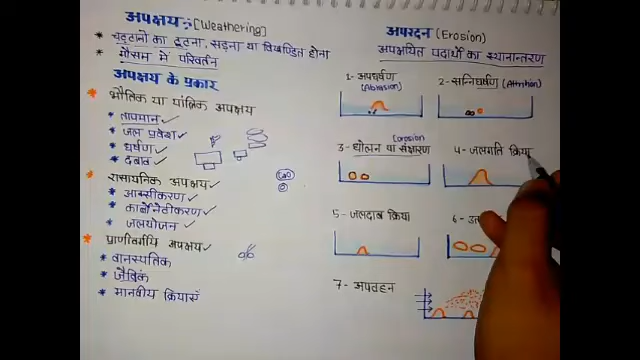 अपक्षय :- [Weathering]
* चट्टानों का टूटना, सड़ना या विखण्डित होना
* मौसम में परिवर्तन
अपक्षय के प्रकार
* भौतिक या यांत्रिक अपक्षय
* तापमान
* जल प्रवेश
* घर्षण
* दबाव
* रासायनिक अपक्षय
* आक्सीकरण
* कार्बोनेटीकरण
* जलयोजन
* प्राणीवर्गीय अपक्षय
* वानस्पतिक
* जैविक
* मानवीय क्रियाएँ
अपरदन (Erosion)
अपक्षयित पदार्थों का स्थानान्तरण
1- अपघर्षण
(Abrasion)
2- सन्निघर्षण
(Attrition)
(Corrosion)
3- घोलन या संक्षारण
4- जलगति क्रिया
5- जलदाब क्रिया
6-
7- अपवहन